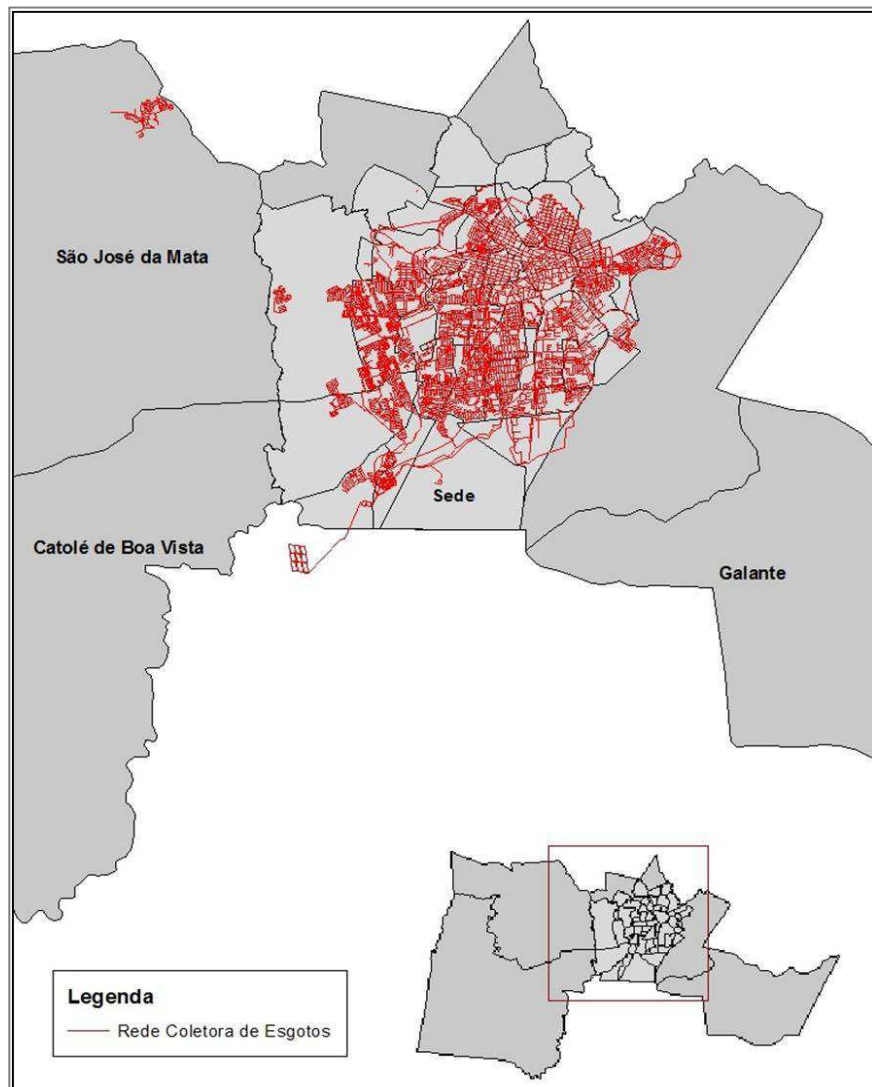 São José da Mata
Sede
Catolé de Boa Vista
Galante
Legenda
Rede Coletora de Esgotos